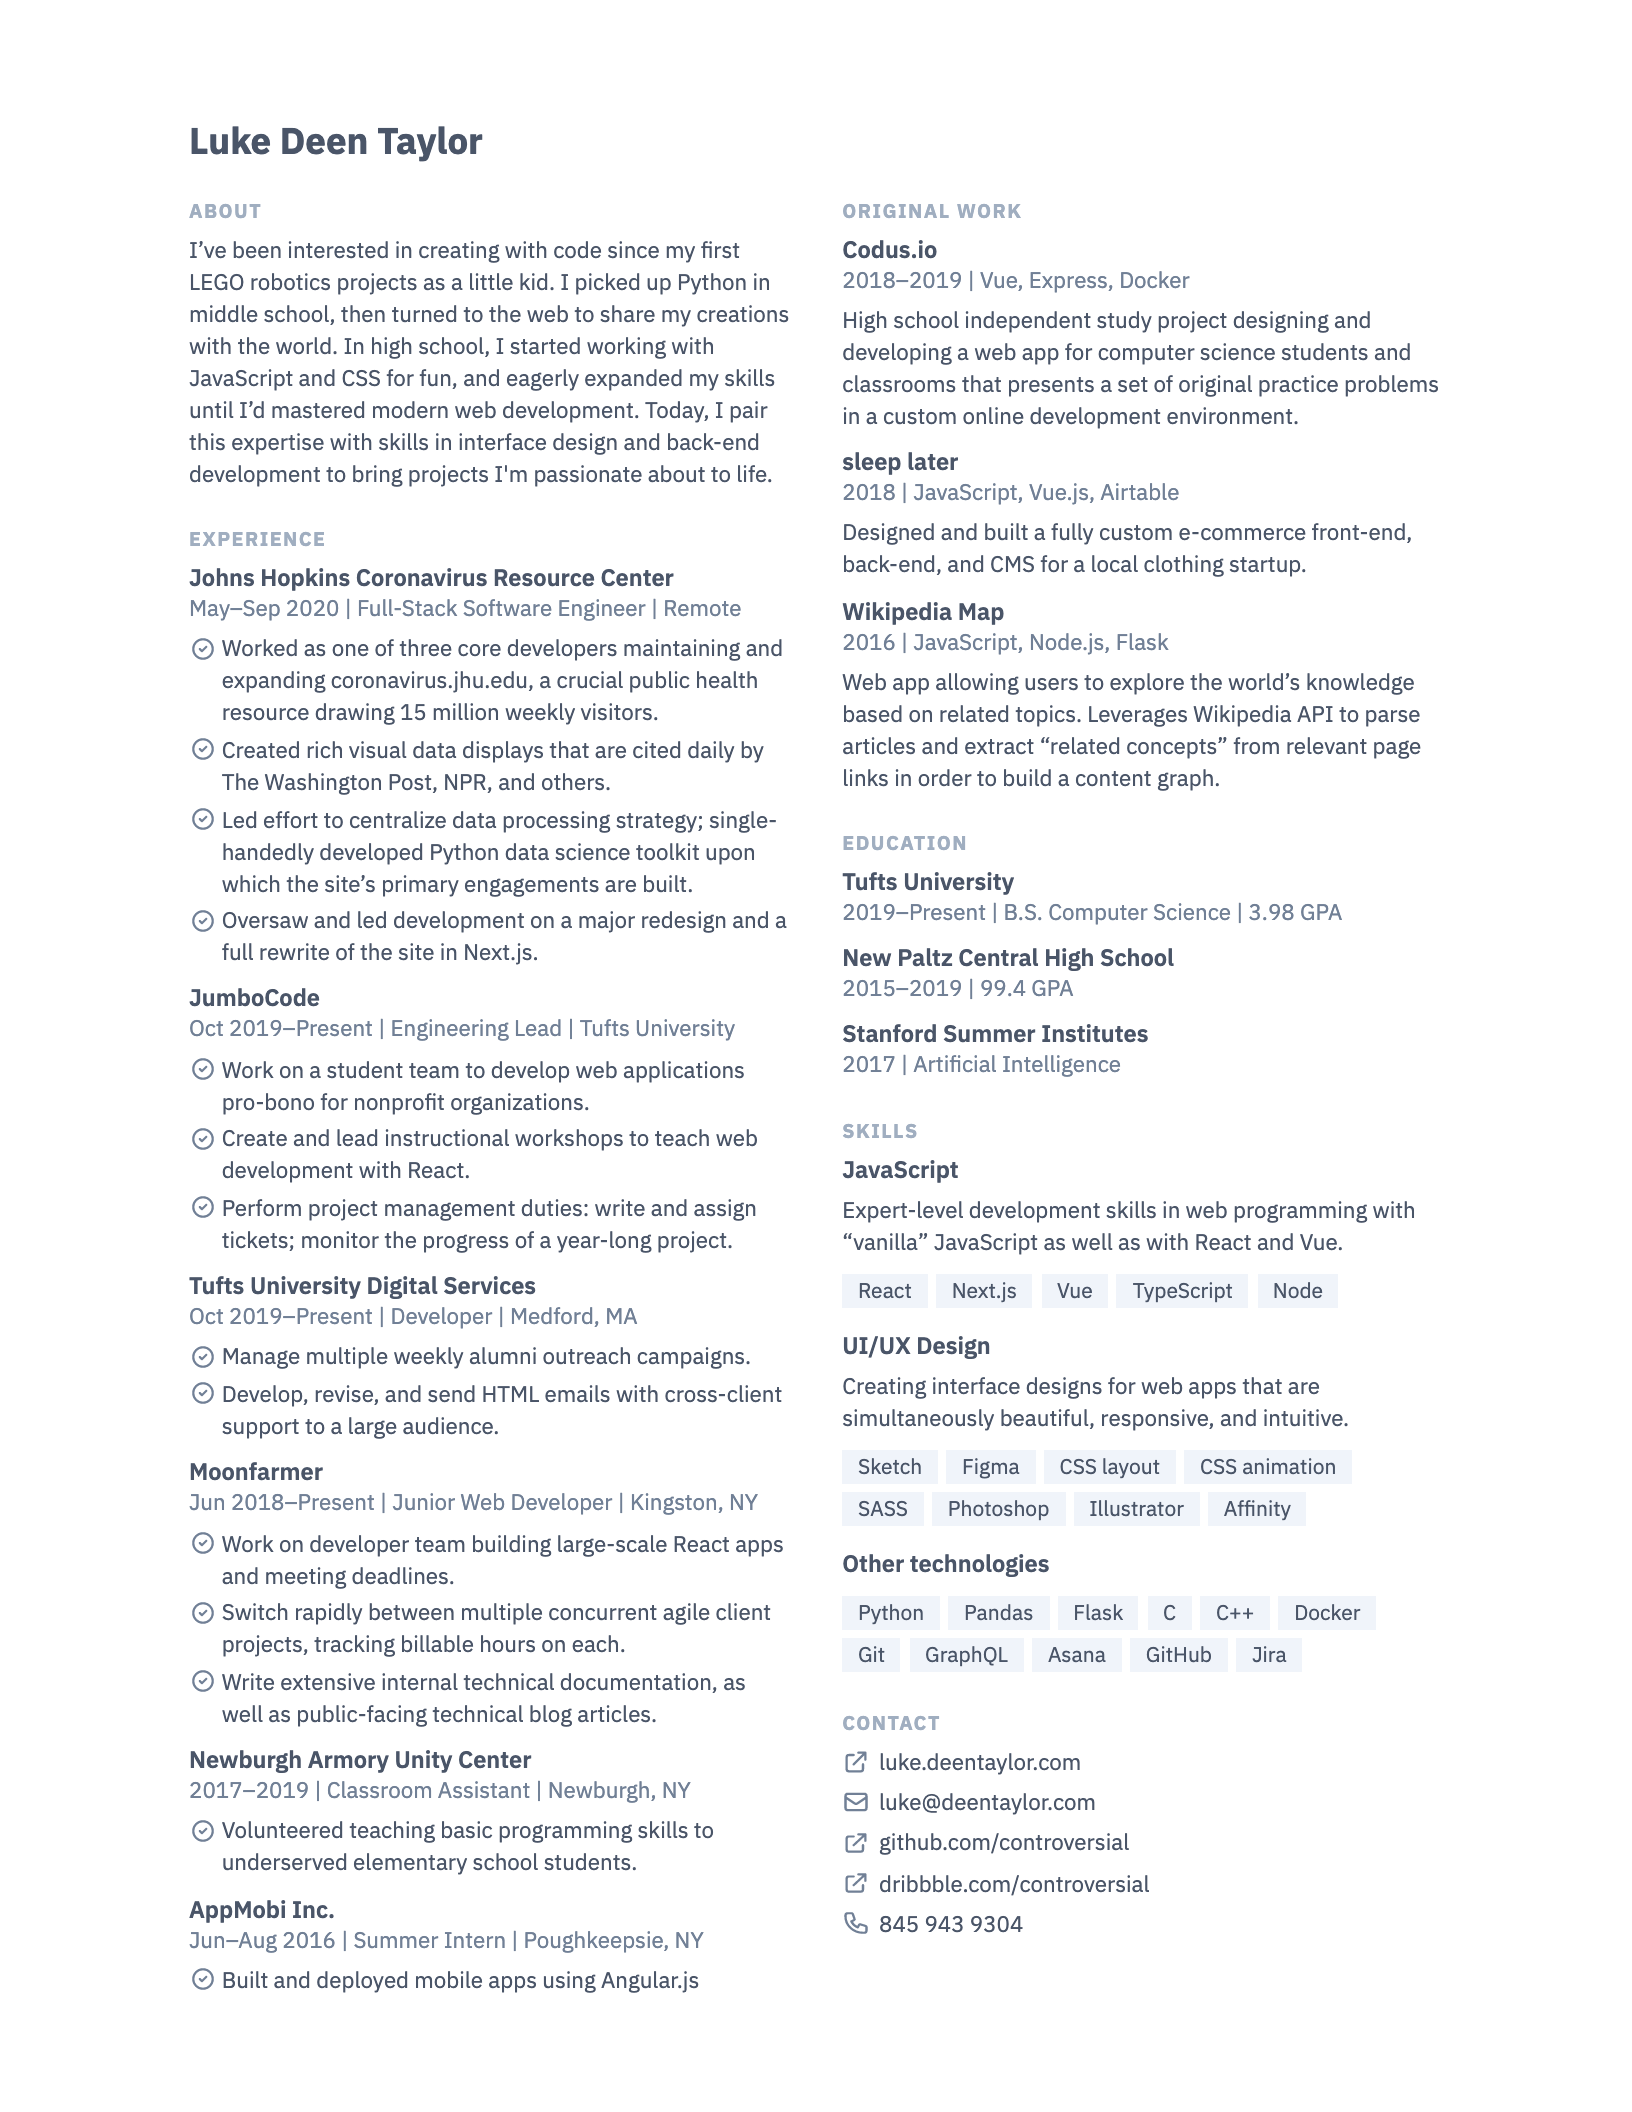 Luke Deen Taylor
ABOUT
I’ve been interested in creating with code since my first
LEGO robotics projects as a little kid. I picked up Python in
middle school, then turned to the web to share my creations
with the world. In high school, I started working with
JavaScript and CSS for fun, and eagerly expanded my skills
until I’d mastered modern web development. Today, I pair
this expertise with skills in interface design and back-end
development to bring projects I'm passionate about to life.
EXPERIENCE
Johns Hopkins Coronavirus Resource Center
May–Sep 2020 | Full-Stack Software Engineer | Remote
Worked as one of three core developers maintaining and
expanding coronavirus.jhu.edu, a crucial public health
resource drawing 15 million weekly visitors.
Created rich visual data displays that are cited daily by
The Washington Post, NPR, and others.
Led effort to centralize data processing strategy; single-
handedly developed Python data science toolkit upon
which the site’s primary engagements are built.
Oversaw and led development on a major redesign and a
full rewrite of the site in Next.js.
JumboCode
Oct 2019–Present | Engineering Lead | Tufts University
Work on a student team to develop web applications
pro-bono for nonprofit organizations.
Create and lead instructional workshops to teach web
development with React.
Perform project management duties: write and assign
tickets; monitor the progress of a year-long project.
Tufts University Digital Services
Oct 2019–Present | Developer | Medford, MA
Manage multiple weekly alumni outreach campaigns.
Develop, revise, and send HTML emails with cross-client
support to a large audience.
Moonfarmer
Jun 2018–Present | Junior Web Developer | Kingston, NY
Work on developer team building large-scale React apps
and meeting deadlines.
Switch rapidly between multiple concurrent agile client
projects, tracking billable hours on each.
Write extensive internal technical documentation, as
well as public-facing technical blog articles.
Newburgh Armory Unity Center
2017–2019 | Classroom Assistant | Newburgh, NY
Volunteered teaching basic programming skills to
underserved elementary school students.
AppMobi Inc.
Jun–Aug 2016 | Summer Intern | Poughkeepsie, NY
Built and deployed mobile apps using Angular.js
ORIGINAL WORK
Codus.io
2018–2019 | Vue, Express, Docker
High school independent study project designing and
developing a web app for computer science students and
classrooms that presents a set of original practice problems
in a custom online development environment.
sleep later
2018 | JavaScript, Vue.js, Airtable
Designed and built a fully custom e-commerce front-end,
back-end, and CMS for a local clothing startup.
Wikipedia Map
2016 | JavaScript, Node.js, Flask
Web app allowing users to explore the world’s knowledge
based on related topics. Leverages Wikipedia API to parse
articles and extract “related concepts” from relevant page
links in order to build a content graph.
EDUCATION
Tufts University
2019–Present | B.S. Computer Science | 3.98 GPA
New Paltz Central High School
2015–2019 | 99.4 GPA
Stanford Summer Institutes
2017 | Artificial Intelligence
SKILLS
JavaScript
Expert-level development skills in web programming with
“vanilla” JavaScript as well as with React and Vue.
React Next.js Vue TypeScript Node
UI/UX Design
Creating interface designs for web apps that are
simultaneously beautiful, responsive, and intuitive.
Sketch Figma CSS layout CSS animation
SASS Photoshop Illustrator Affinity
Other technologies
Python Pandas Flask C C++ Docker
Git GraphQL Asana GitHub Jira
CONTACT
luke.deentaylor.com
luke@deentaylor.com
github.com/controversial
dribbble.com/controversial
845 943 9304